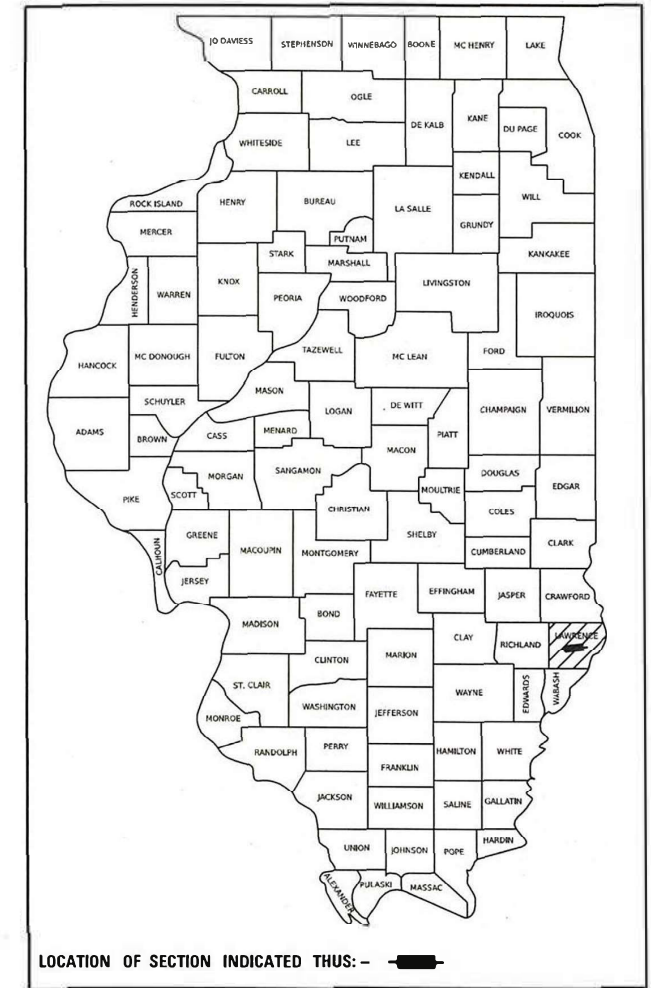 JO DAVIESS STEPHENSON WINNEBAGO BOONE MC HENRY LAKE
CARROLL OGLE
DE KALB KANE DU PAGE COOK
WHITESIDE LEE
KENDALL
ROCK ISLAND HENRY BUREAU LA SALLE WILL
MERCER PUTNAM GRUNDY
STARK MARSHALL KANKAKEE
HENDERSON WARREN KNOX PEORIA WOODFORD LIVINGSTON
IROQUOIS
HANCOCK MC DONOUGH FULTON TAZEWELL MC LEAN FORD
MASON
SCHUYLER LOGAN DE WITT CHAMPAIGN VERMILION
ADAMS BROWN CASS MENARD PIATT
MACON
PIKE SCOTT MORGAN SANGAMON MOULTRIE DOUGLAS EDGAR
CHRISTIAN COLES
CALHOUN GREENE MACOUPIN MONTGOMERY SHELBY CUMBERLAND CLARK
JERSEY FAYETTE EFFINGHAM JASPER CRAWFORD
MADISON BOND
CLAY RICHLAND LAWRENCE
CLINTON MARION
ST. CLAIR WAYNE EDWARDS WABASH
MONROE WASHINGTON JEFFERSON
RANDOLPH PERRY HAMILTON WHITE
FRANKLIN
JACKSON WILLIAMSON SALINE GALLATIN
UNION JOHNSON POPE HARDIN
ALEXANDER PULASKI MASSAC
LOCATION OF SECTION INDICATED THUS: –